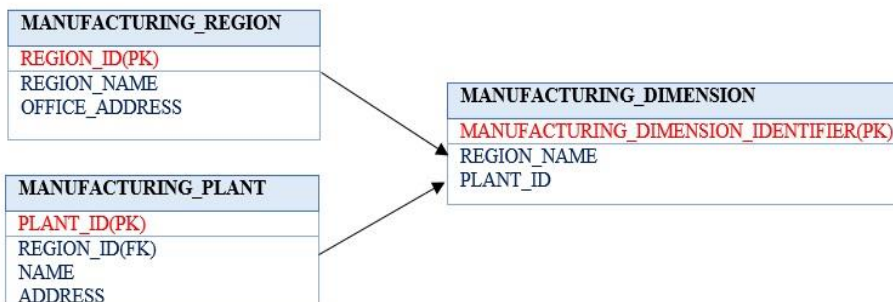 MANUFACTURING_REGION
REGION_ID(PK)
REGION_NAME
OFFICE_ADDRESS
MANUFACTURING_PLANT
PLANT_ID(PK)
REGION_ID(FK)
NAME
ADDRESS
MANUFACTURING_DIMENSION
MANUFACTURING_DIMENSION_IDENTIFIER(PK)
REGION_NAME
PLANT_ID